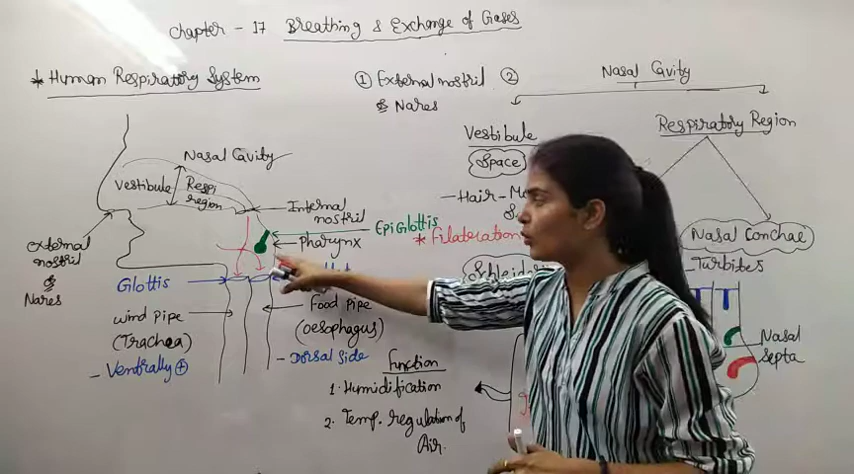 Chapter - 17 Breathing & Exchange of Gases
* Human Respiratory System
① External nostril
& Nares
②
Nasal Cavity
Vestibule
Space
Hair
* Filateration
Respiratory Region
Nasal Conchae
Turbites
Nasal
Septa
Nasal Cavity
Vestibule
Respi
region
Internal
nostril
EpiGlottis
Pharynx
external
nostril
&
Nares
Glottis
wind pipe
(Trachea)
- Ventrally +
Food pipe
(oesophagus)
- Dorsal side
Function
1. Humidification
2. Temp. regulation of
Air.